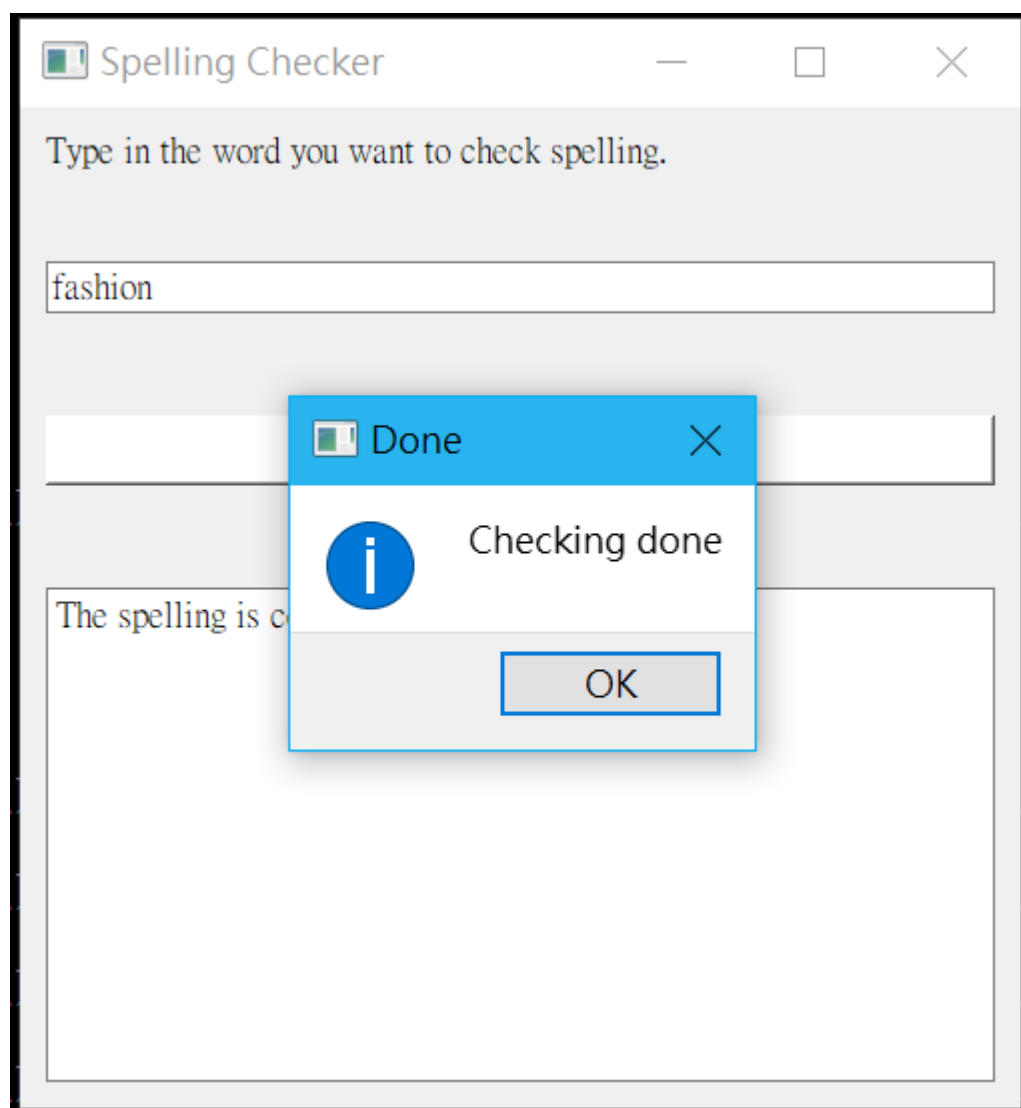 Spelling Checker
Type in the word you want to check spelling.
fashion
Done
Checking done
The spelling is
OK